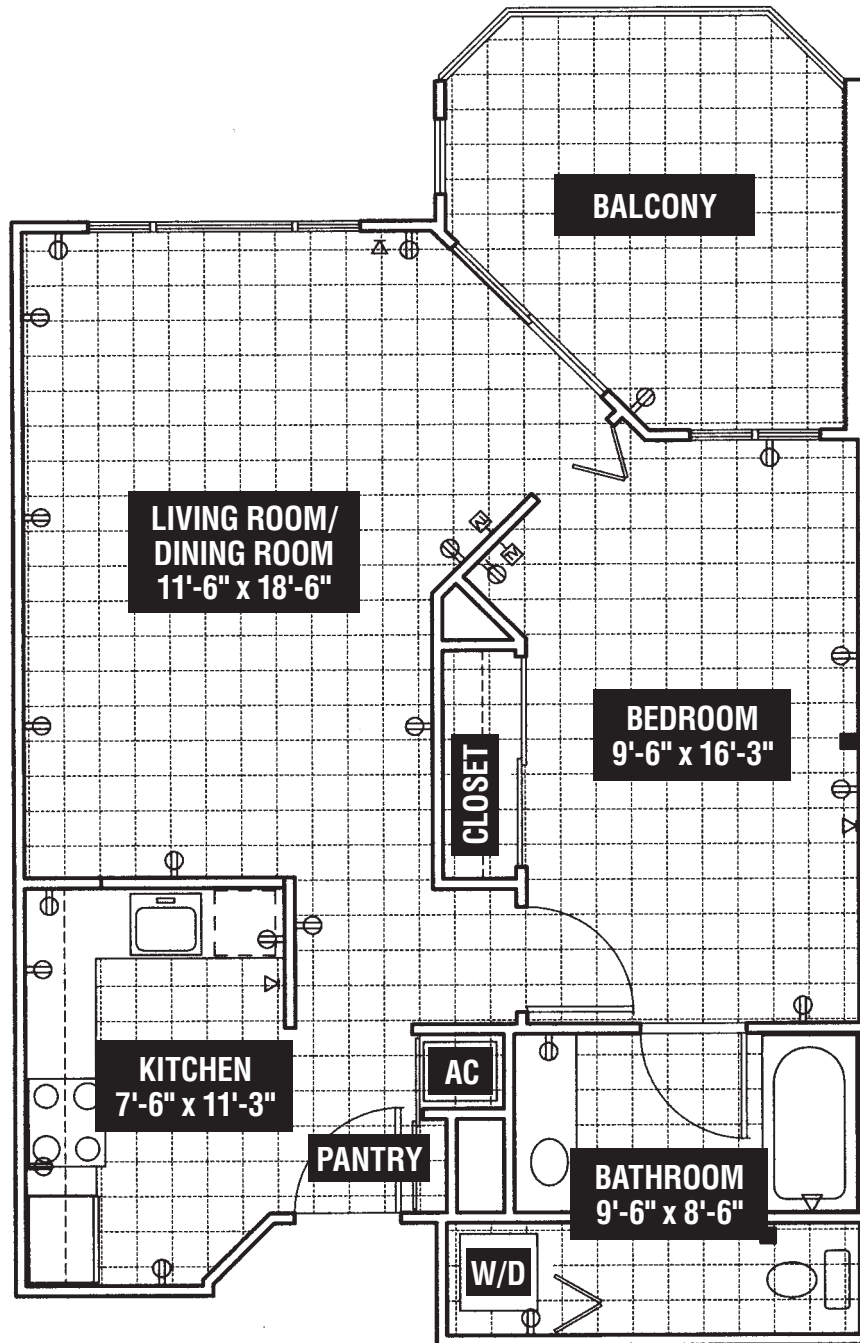 BALCONY
LIVING ROOM/
DINING ROOM
11'-6" x 18'-6"
BEDROOM
9'-6" x 16'-3"
CLOSET
KITCHEN
7'-6" x 11'-3"
AC
PANTRY
BATHROOM
9'-6" x 8'-6"
W/D